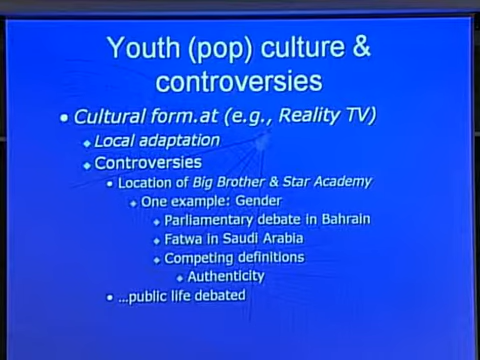 Youth (pop) culture &
controversies
Cultural form.at (e.g., Reality TV)
Local adaptation
Controversies
Location of Big Brother & Star Academy
One example: Gender
Parliamentary debate in Bahrain
Fatwa in Saudi Arabia
Competing definitions
Authenticity
...public life debated